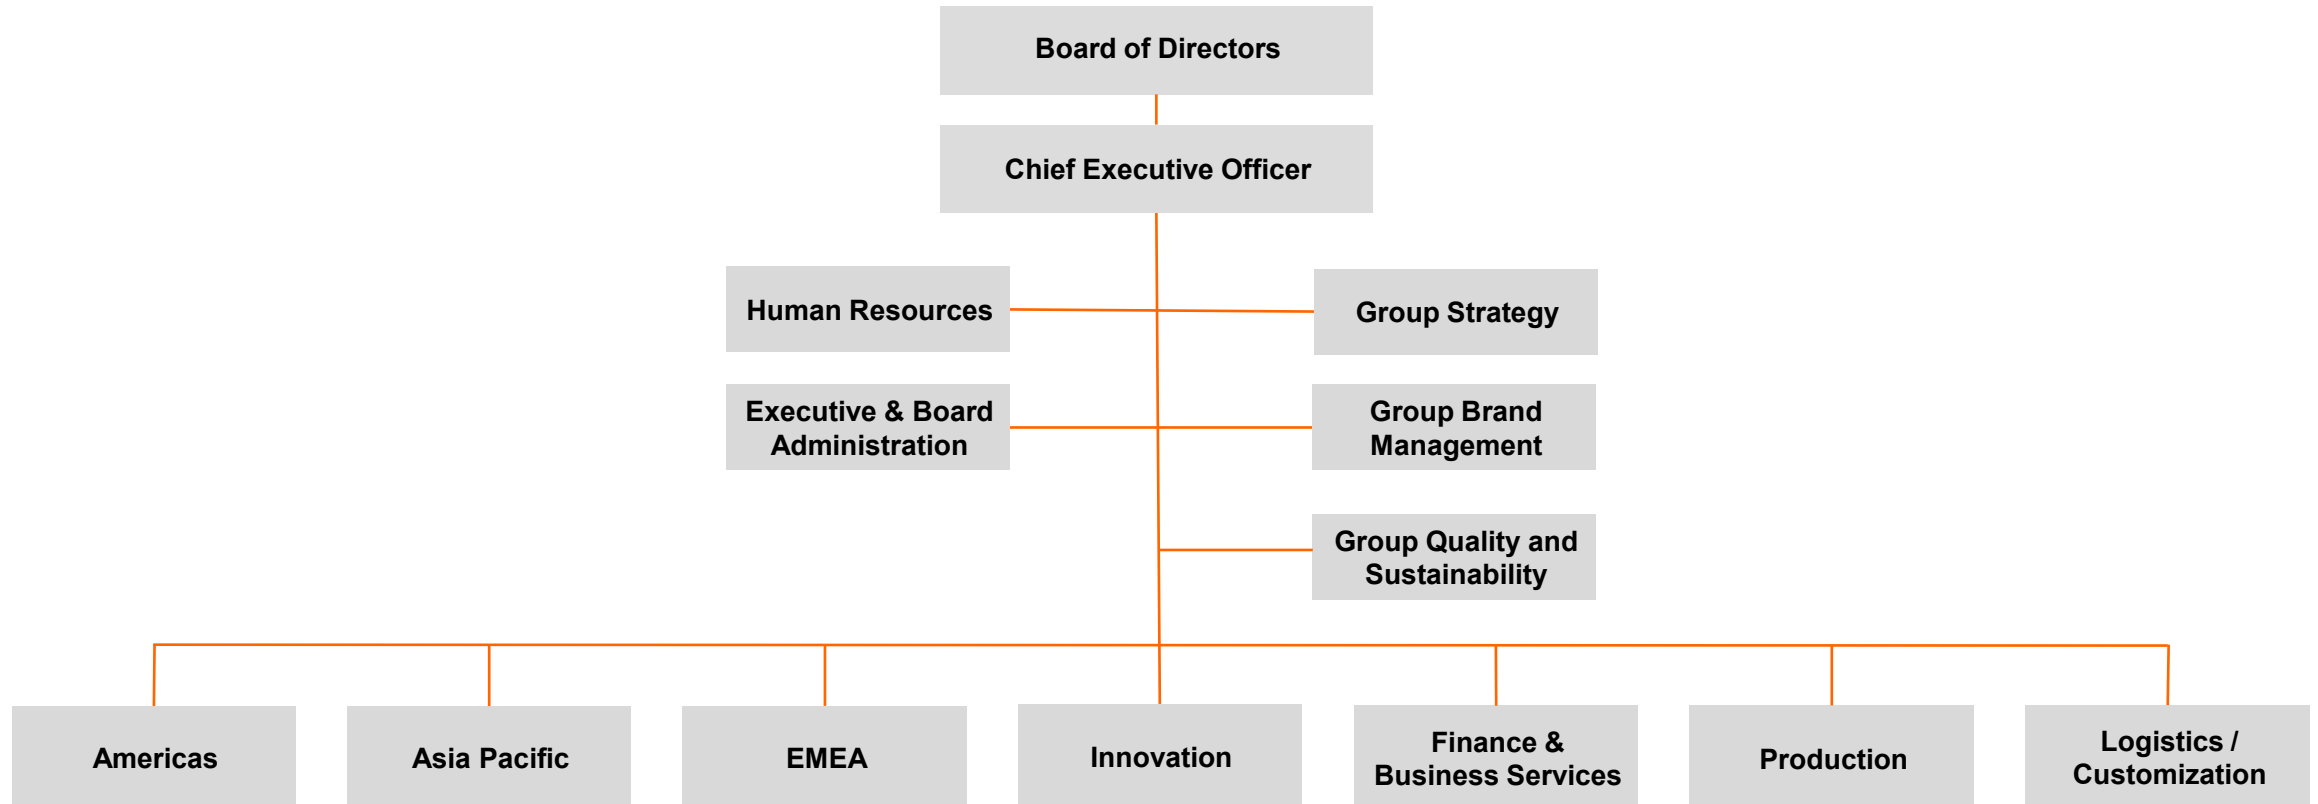 Board of Directors
Chief Executive Officer
Human Resources
Group Strategy
Executive & Board
Administration
Group Brand
Management
Group Quality and
Sustainability
Americas
Asia Pacific
EMEA
Innovation
Finance &
Business Services
Production
Logistics /
Customization